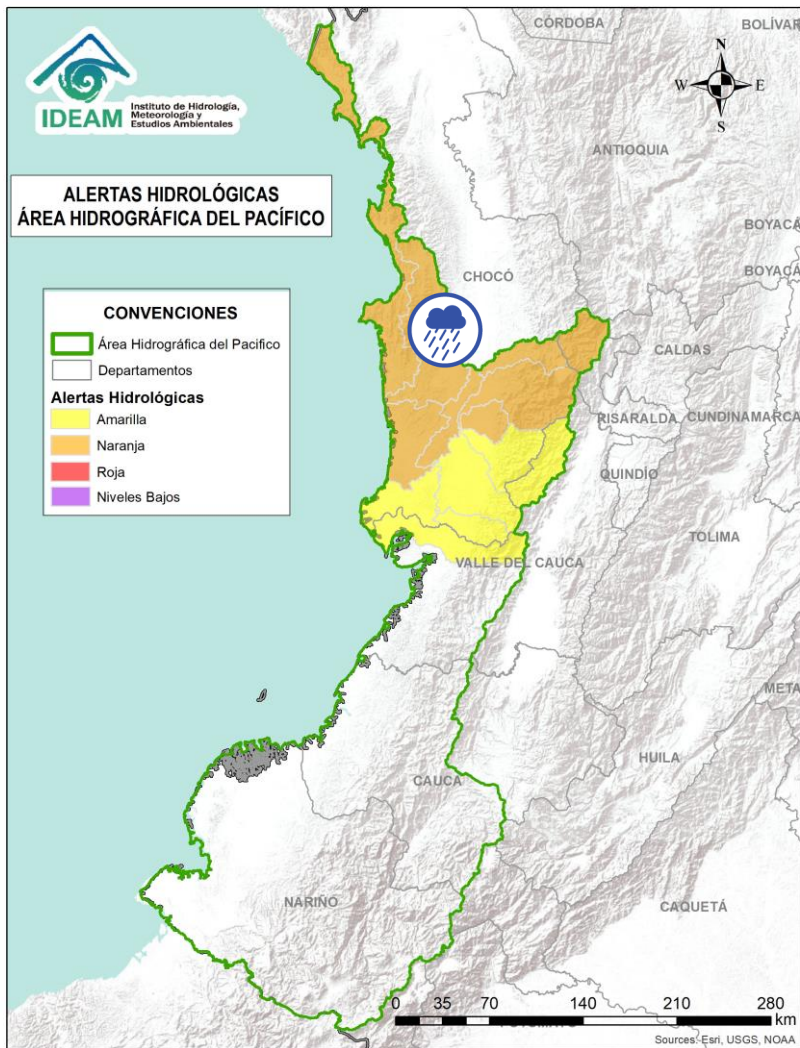 CÓRDOBA
BOLÍVAR
N
W
E
S
IDEAM
Instituto de Hidrología,
Meteorología y
Estudios Ambientales
ANTIOQUIA
ALERTAS HIDROLÓGICAS
ÁREA HIDROGRÁFICA DEL PACÍFICO
BOYACÁ
BOYACÁ
CHOCÓ
CONVENCIONES
Área Hidrográfica del Pacifico
Departamentos
Alertas Hidrológicas
Amarilla
Naranja
Roja
Niveles Bajos
CALDAS
RISARALDA
CUNDINAMARCA
QUINDÍO
TOLIMA
VALLE DEL CAUCA
META
HUILA
CAUCA
NARIÑO
CAQUETÁ
0 35 70 140 210 280
km
Sources: Esri, USGS, NOAA